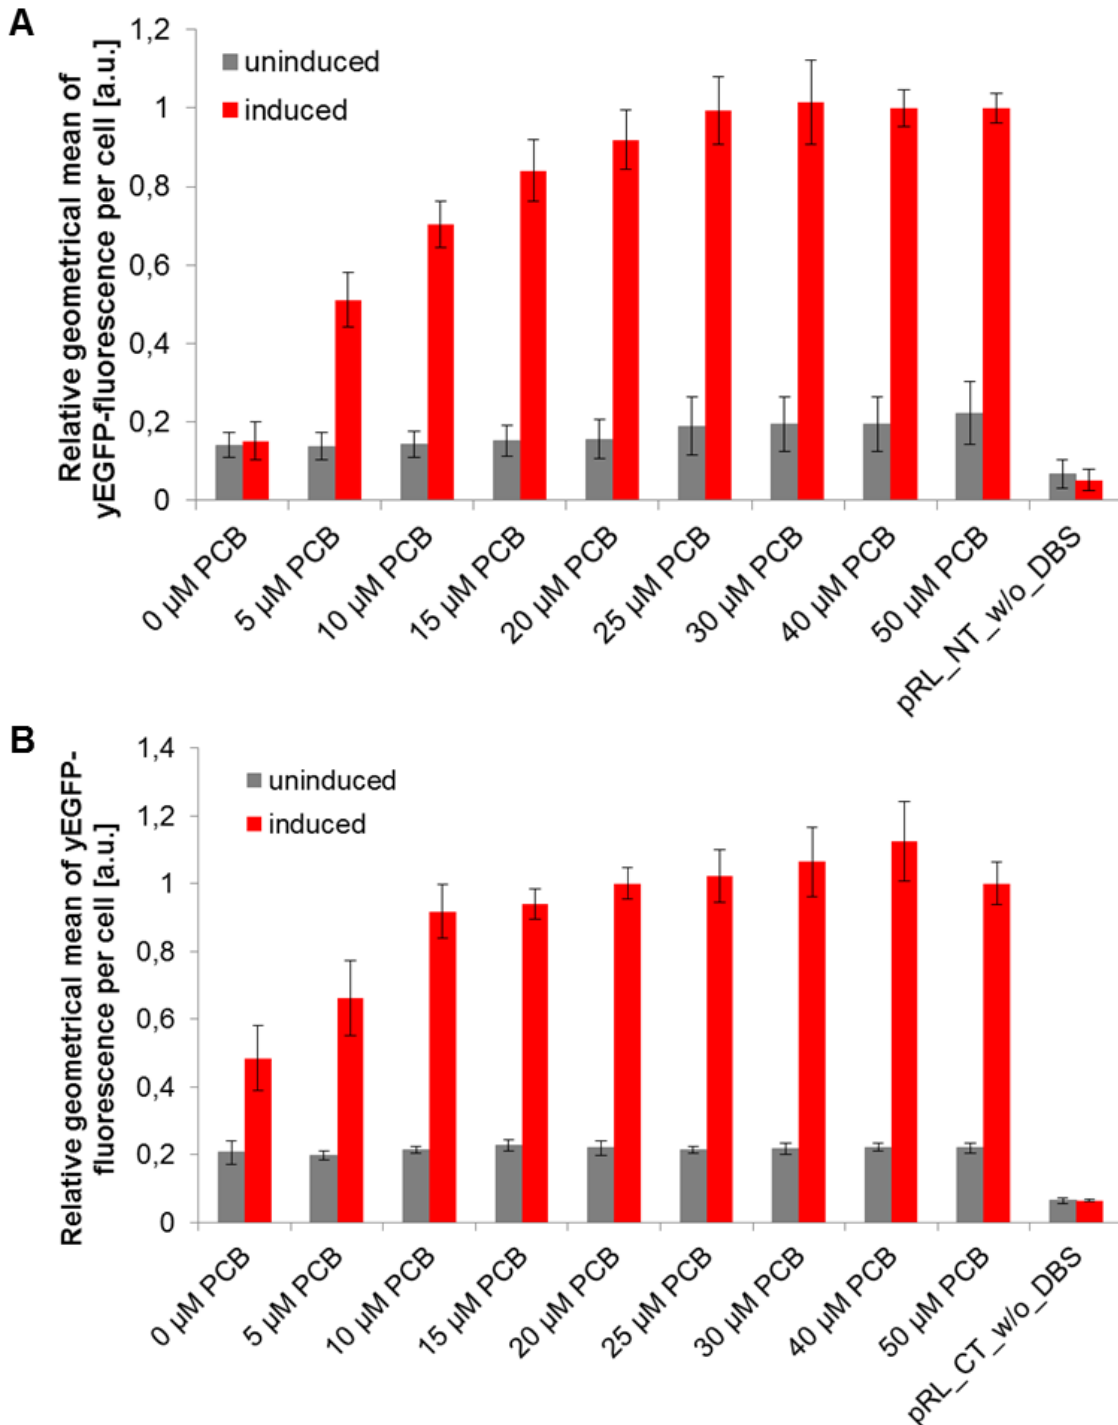 A
Relative geometrical mean of
yEGFP-fluorescence per cell [a.u.]
1,2
1
0,8
0,6
0,4
0,2
0
uninduced
induced
0 µM PCB
5 µM PCB
10 µM PCB
15 µM PCB
20 µM PCB
25 µM PCB
30 µM PCB
40 µM PCB
50 µM PCB
pRL_NT_w/o_DBS
B
Relative geometrical mean of yEGFP-
fluorescence per cell [a.u.]
1,4
1,2
1
0,8
0,6
0,4
0,2
0
uninduced
induced
0 µM PCB
5 µM PCB
10 µM PCB
15 µM PCB
20 µM PCB
25 µM PCB
30 µM PCB
40 µM PCB
50 µM PCB
pRL_CT_w/o_DBS